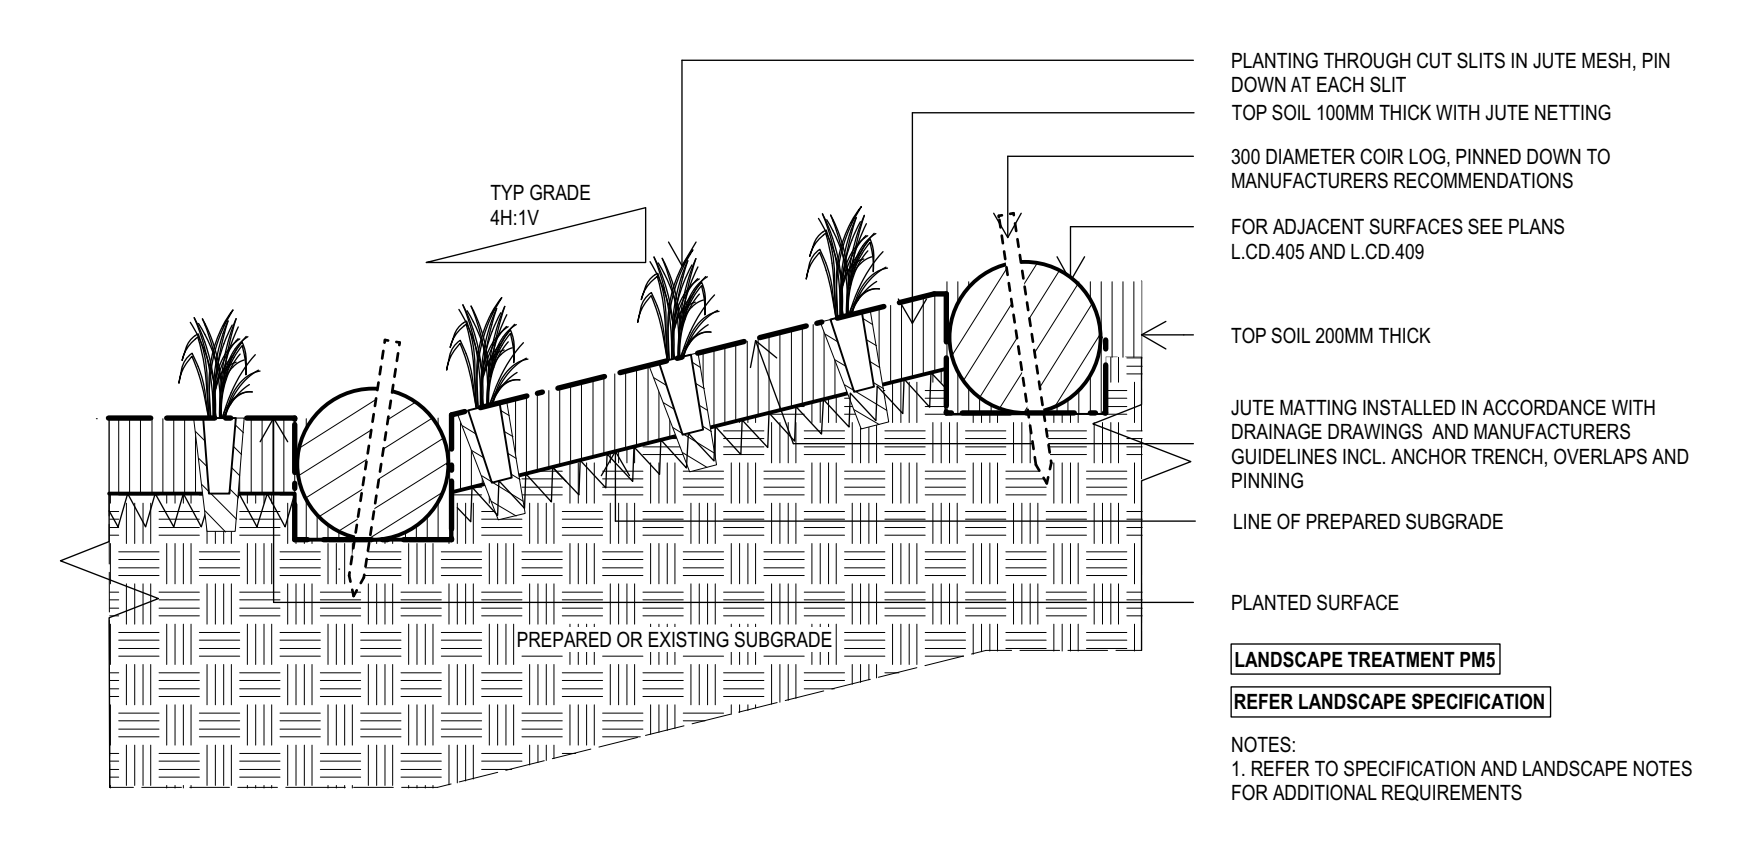 PLANTING THROUGH CUT SLITS IN JUTE MESH, PIN
DOWN AT EACH SLIT
TOP SOIL 100MM THICK WITH JUTE NETTING
300 DIAMETER COIR LOG, PINNED DOWN TO
MANUFACTURERS RECOMMENDATIONS
TYP GRADE
4H:1V
FOR ADJACENT SURFACES SEE PLANS
L.CD.405 AND L.CD.409
TOP SOIL 200MM THICK
JUTE MATTING INSTALLED IN ACCORDANCE WITH
DRAINAGE DRAWINGS AND MANUFACTURERS
GUIDELINES INCL. ANCHOR TRENCH, OVERLAPS AND
PINNING
LINE OF PREPARED SUBGRADE
PLANTED SURFACE
PREPARED OR EXISTING SUBGRADE
LANDSCAPE TREATMENT PM5
REFER LANDSCAPE SPECIFICATION
NOTES:
1. REFER TO SPECIFICATION AND LANDSCAPE NOTES
FOR ADDITIONAL REQUIREMENTS